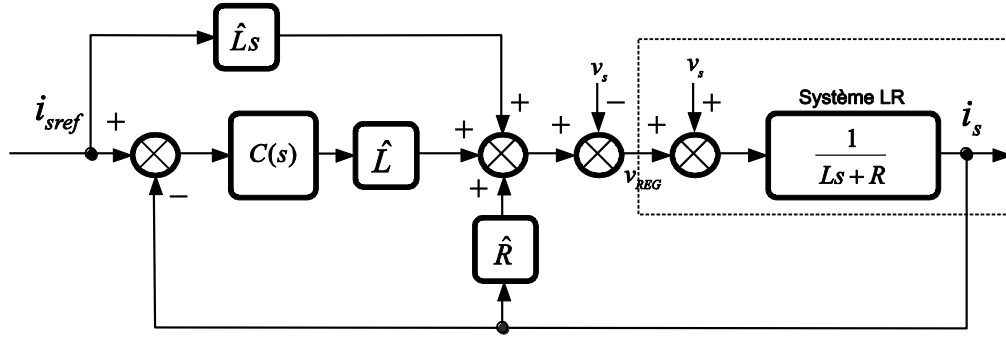 L̂s
v_s
v_s
−
+
+
Système LR
i_sref
+
C(s)
L̂
+
+
+
v_REG
1
Ls + R
i_s
−
+
R̂